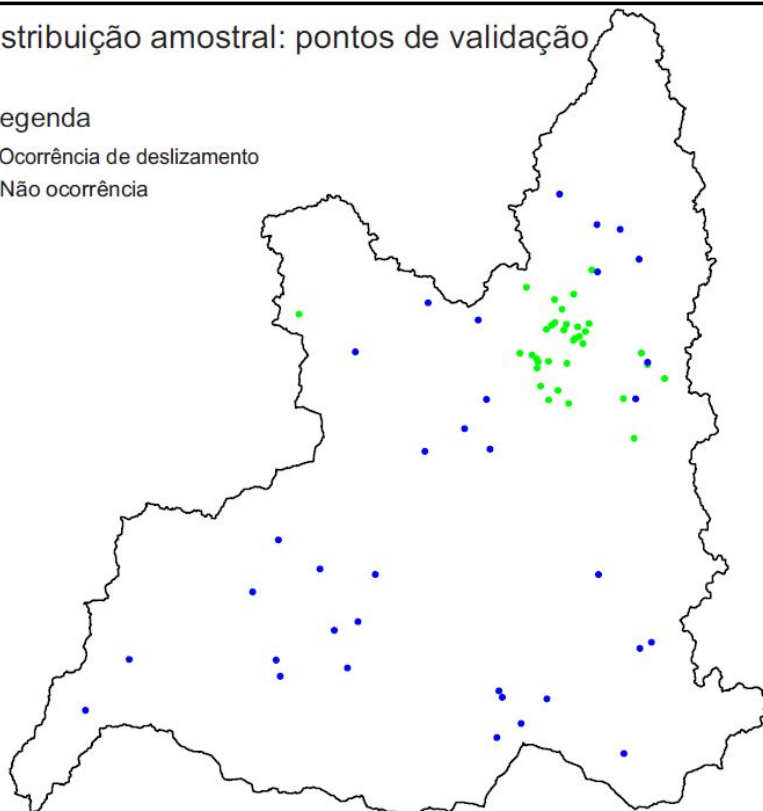 stribuição amostral: pontos de validação
egenda
Ocorrência de deslizamento
Não ocorrência